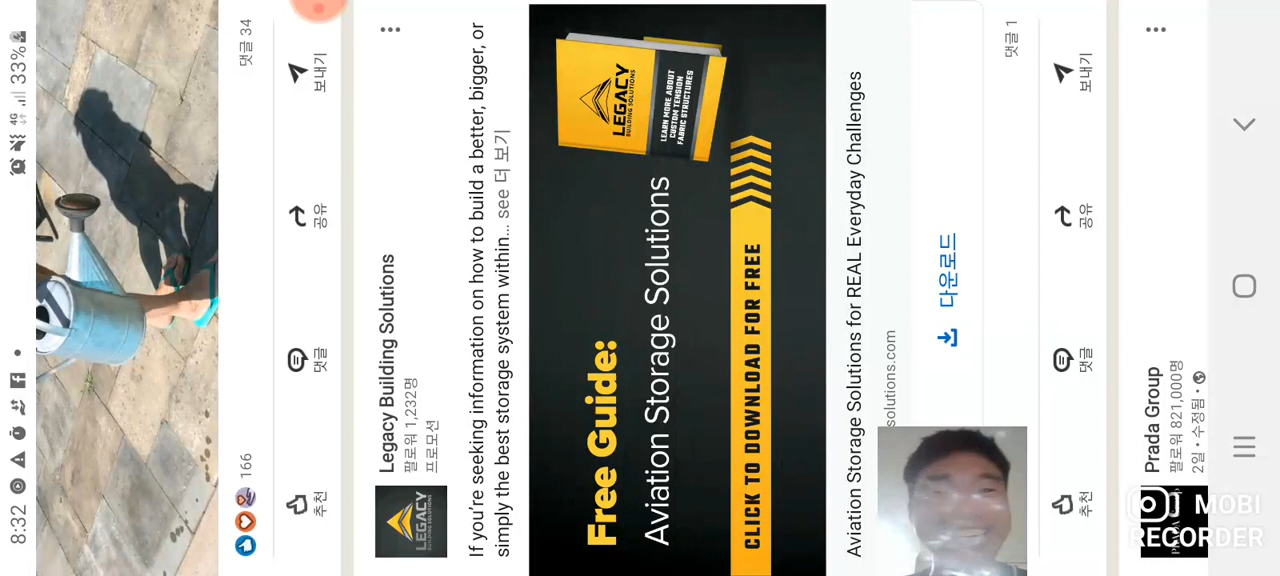 8:32
4G
33%
166
댓글 34
추천
댓글
공유
보내기
LEGACY
BUILDING SOLUTIONS
Legacy Building Solutions
팔로워 1,232명
프로모션
If you're seeking information on how to build a better, bigger, or
simply the best storage system within... see 더 보기
Free Guide:
Aviation Storage Solutions
CLICK TO DOWNLOAD FOR FREE
LEGACY
BUILDING SOLUTIONS
LEARN MORE ABOUT
CUSTOM TENSION
FABRIC STRUCTURES
Aviation Storage Solutions for REAL Everyday Challenges
solutions.com
다운로드
댓글 1
추천
댓글
공유
보내기
Prada Group
팔로워 821,000명
2일 • 수정됨 •
MOBI
RECORDER